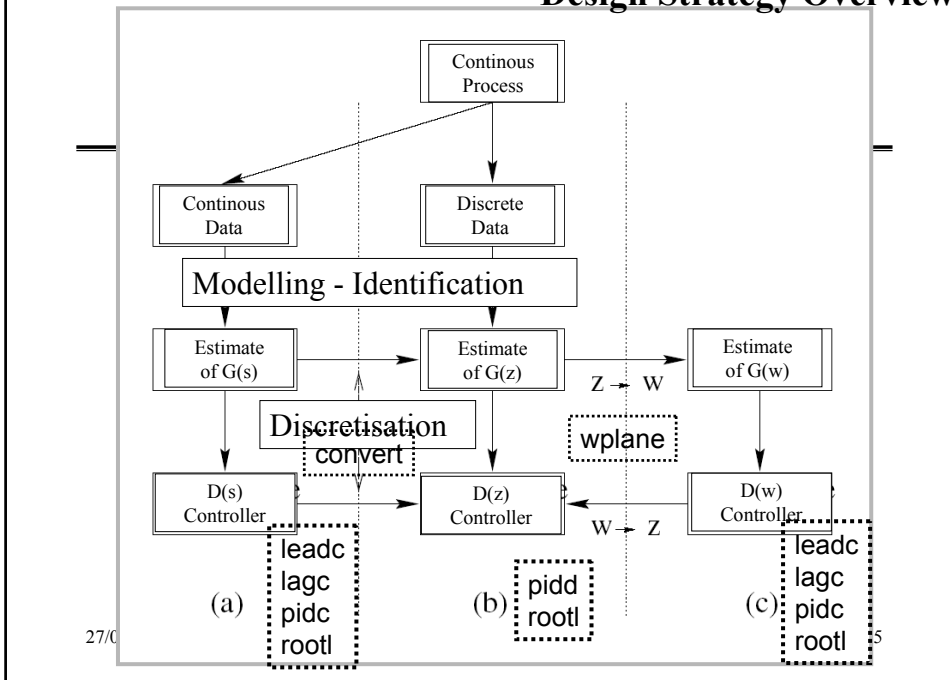 Design Strategy Overview
Continous
Process
Continous
Data
Discrete
Data
Modelling - Identification
Estimate
of G(s)
Estimate
of G(z)
Estimate
of G(w)
Z W
Discretisation
convert
wplane
D(s)
Controller
D(z)
Controller
D(w)
Controller
W Z
leadc
lagc
pidc
rootl
pidd
rootl
leadc
lagc
pidc
rootl
(a)
(b)
(c)
27/0
5